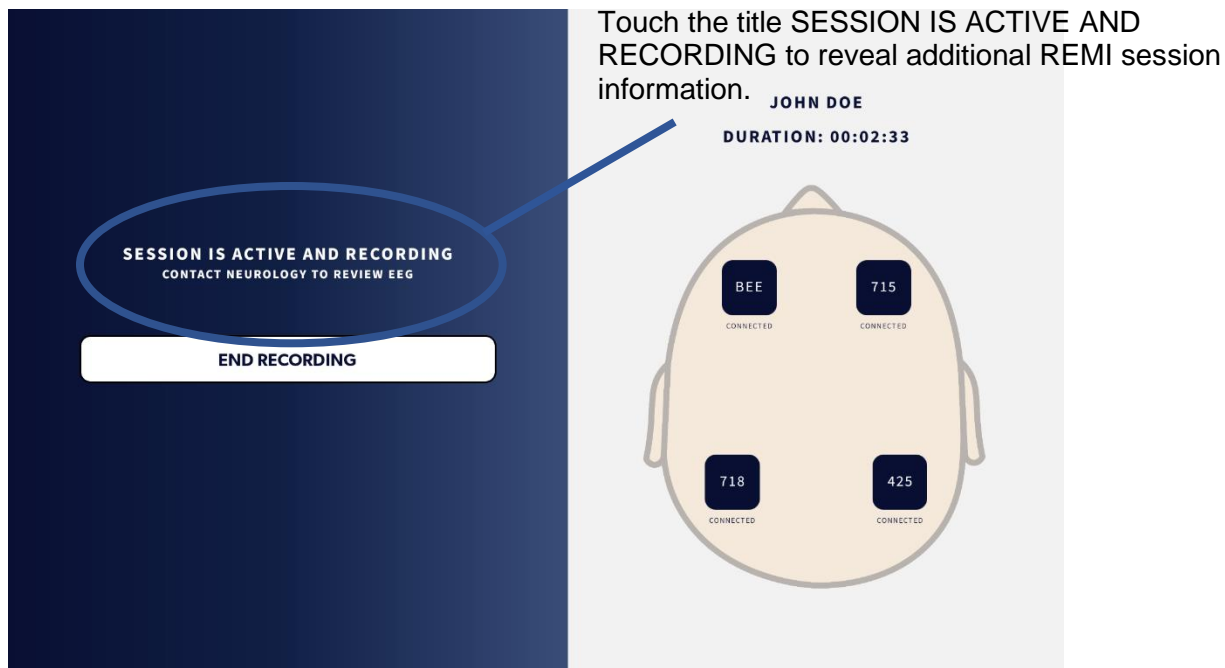 Touch the title SESSION IS ACTIVE AND
RECORDING to reveal additional REMI session
information.
JOHN DOE
DURATION: 00:02:33
SESSION IS ACTIVE AND RECORDING
CONTACT NEUROLOGY TO REVIEW EEG
END RECORDING
BEE
715
CONNECTED
CONNECTED
718
425
CONNECTED
CONNECTED